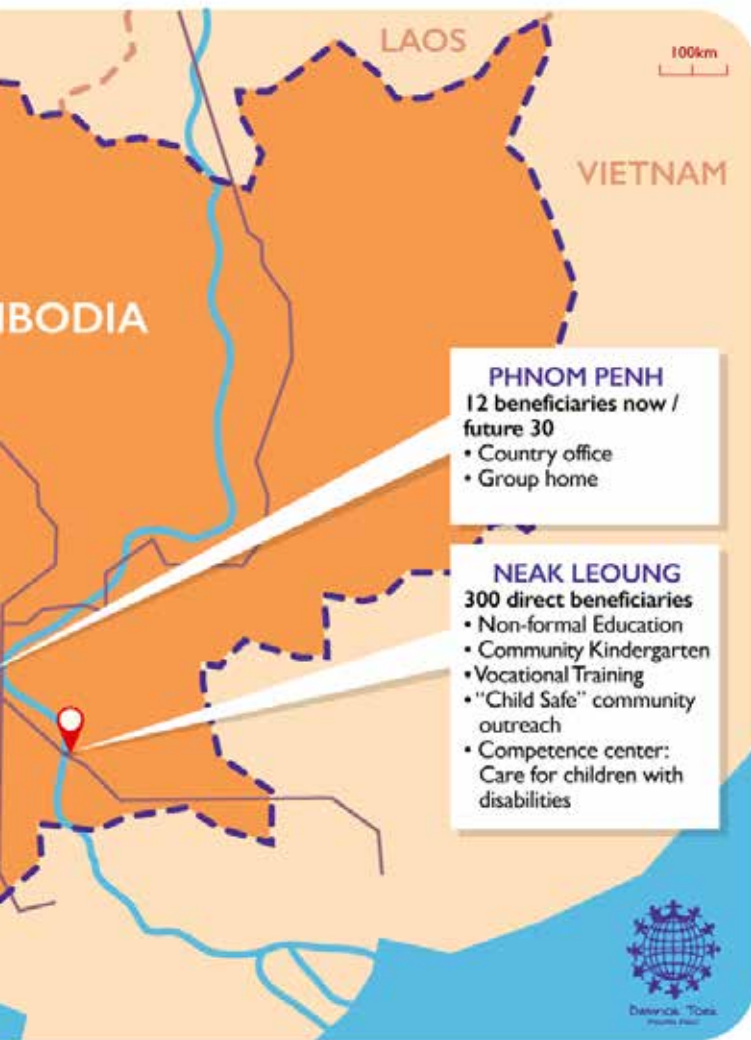 LAOS
100km
VIETNAM
BODIA
PHNOM PENH
12 beneficiaries now /
future 30
• Country office
• Group home
NEAK LEOUNG
300 direct beneficiaries
• Non-formal Education
• Community Kindergarten
• Vocational Training
• “Child Safe” community
outreach
• Competence center:
Care for children with
disabilities